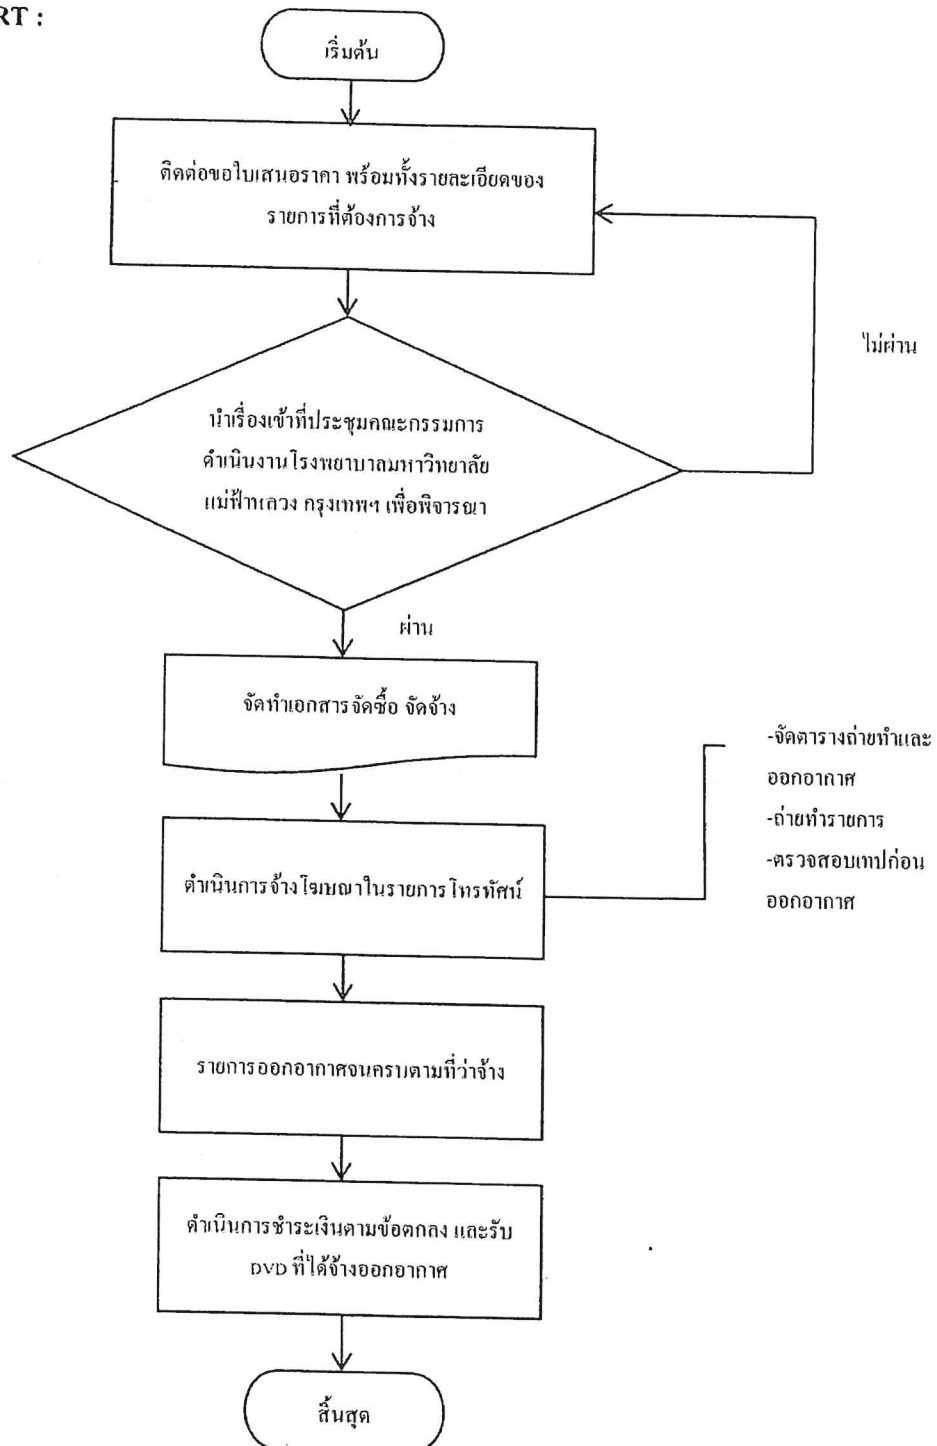 RT :
เริ่มต้น
ติดต่อขอใบเสนอราคา พร้อมทั้งรายละเอียดของ
รายการที่ต้องการจ้าง
ไม่ผ่าน
นำเรื่องเข้าที่ประชุมคณะกรรมการ
ดำเนินงานโรงพยาบาลมหาวิทยาลัย
แม่ฟ้าหลวง กรุงเทพฯ เพื่อพิจารณา
ผ่าน
จัดทำเอกสารจัดซื้อ จัดจ้าง
-จัดตารางถ่ายทำและ
ออกอากาศ
-ถ่ายทำรายการ
-ตรวจสอบเทปก่อน
ออกอากาศ
ดำเนินการจ้างโฆษณาในรายการโทรทัศน์
รายการออกอากาศจนครบตามที่ว่าจ้าง
ดำเนินการชำระเงินตามข้อตกลง และรับ
DVD ที่ได้จ้างออกอากาศ
สิ้นสุด